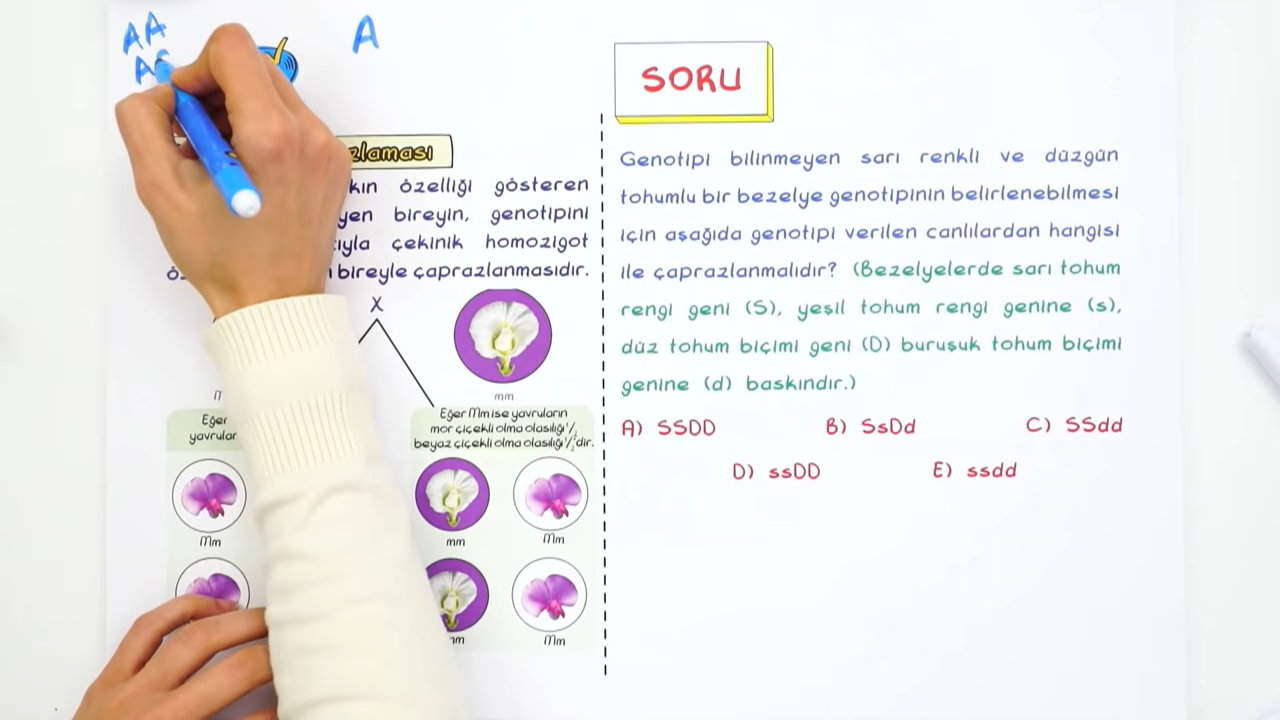 AA
A
A
SORU
zlaması
kın özelliği gösteren
yen bireyin, genotipini
ıyla çekinik homozigot
bireyle çaprazlanmasıdır.
X
mm
Eğer
yavrular
Eğer Mm ise yavruların
mor çiçekli olma olasılığı 1/2
beyaz çiçekli olma olasılığı 1/2 dir.
Mm
mm
Mm
mm
Mm
Genotipi bilinmeyen sarı renkli ve düzgün
tohumlu bir bezelye genotipinin belirlenebilmesi
için aşağıda genotipi verilen canlılardan hangisi
ile çaprazlanmalıdır? (Bezelyelerde sarı tohum
rengi geni (S), yeşil tohum rengi genine (s),
düz tohum biçimi geni (D) buruşuk tohum biçimi
genine (d) baskındır.)
A) SSDD B) SsDd C) SSdd
D) ssDD E) ssdd